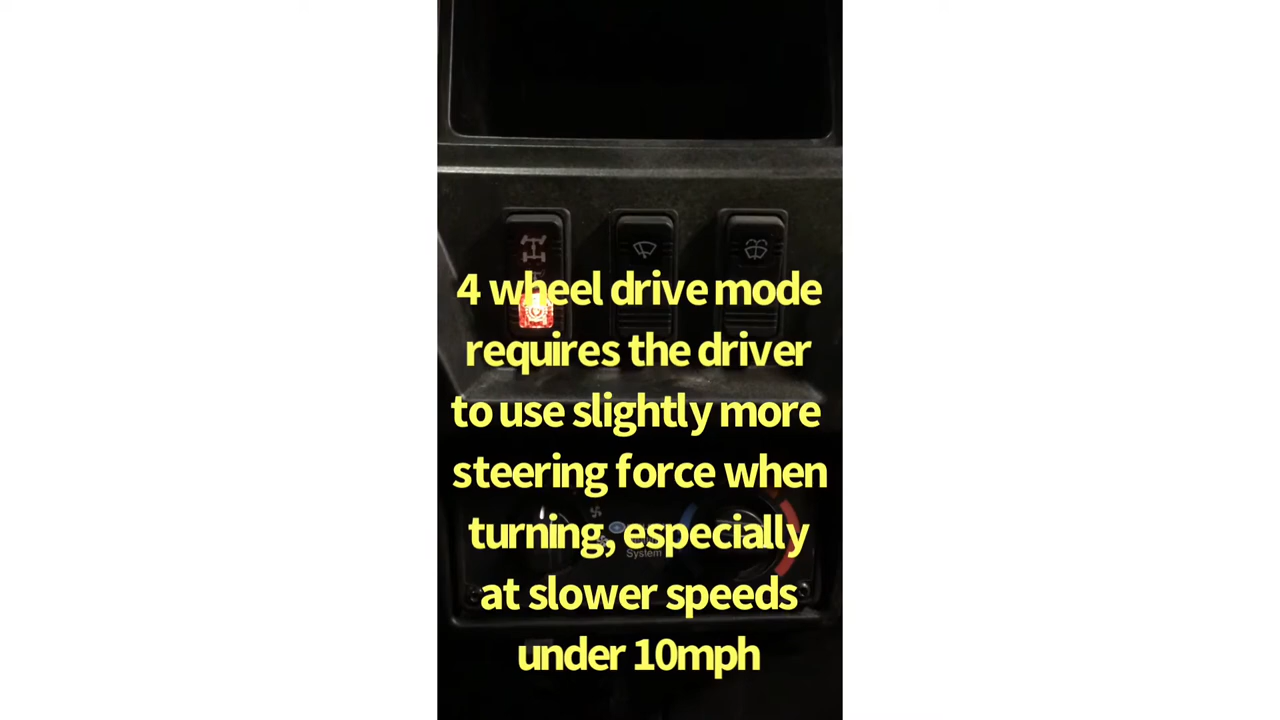 4 wheel drive mode
requires the driver
to use slightly more
steering force when
turning, especially
at slower speeds
System
under 10mph